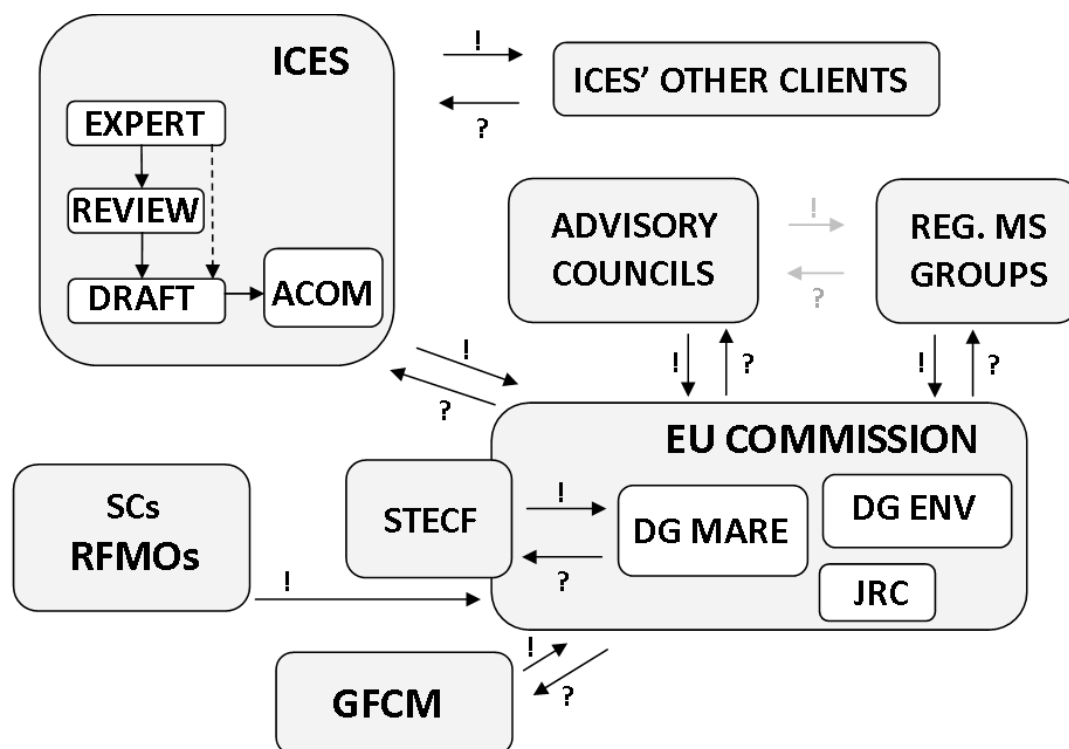 ICES
EXPERT
REVIEW
DRAFT
ACOM
!
?
ICES' OTHER CLIENTS
ADVISORY
COUNCILS
!
?
REG. MS
GROUPS
!
?
!
?
!
?
EU COMMISSION
STECF
!
?
DG MARE
DG ENV
JRC
SCs
RFMOs
!
GFCM
!
?